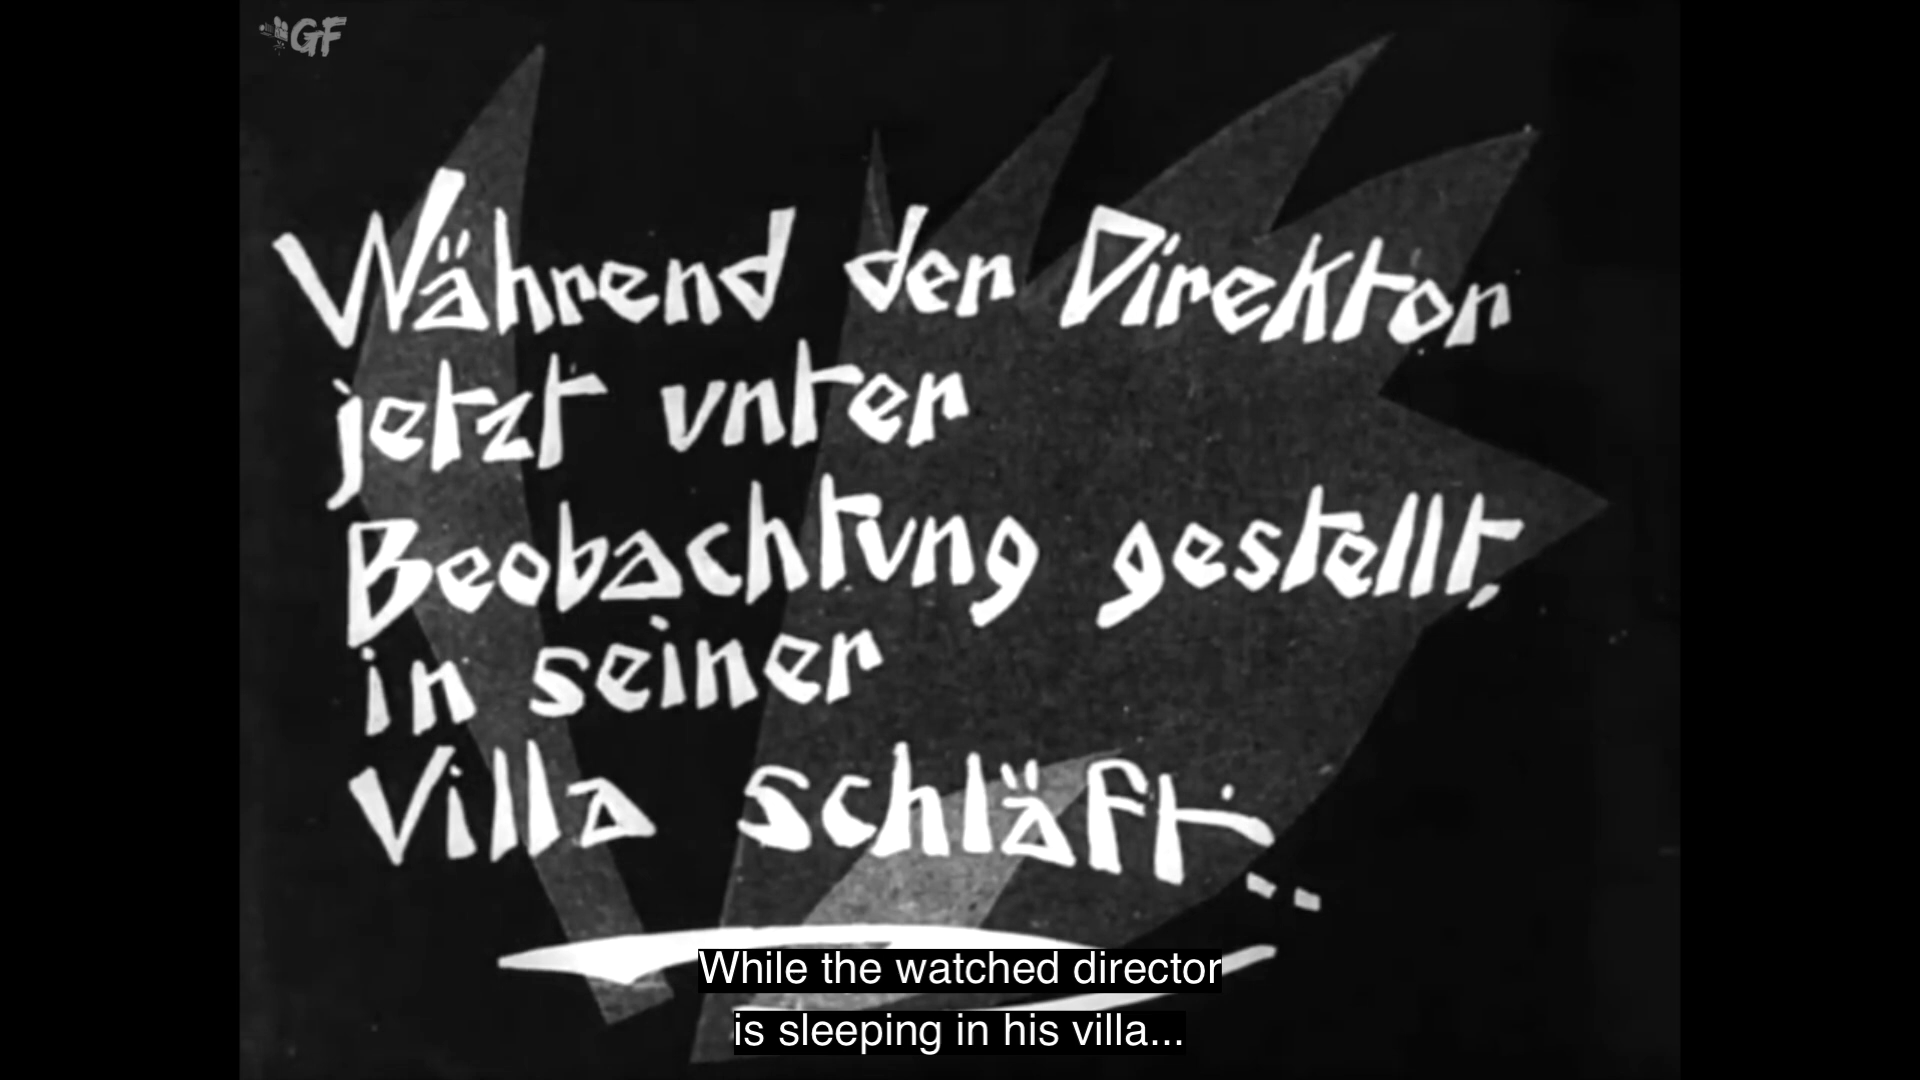 GF
Während der Direktor
jetzt unter
Beobachtung gestellt,
in seiner
Villa schläft...
While the watched director
is sleeping in his villa...